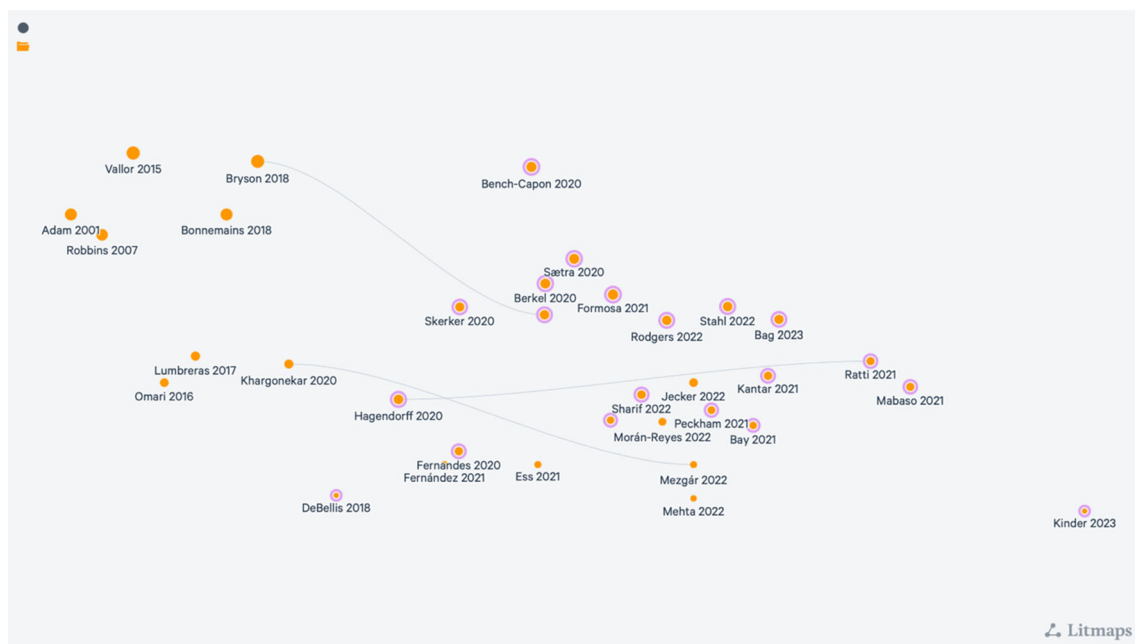 Vallor 2015
Bryson 2018
Bench-Capon 2020
Adam 2001
Bonnemains 2018
Robbins 2007
Sætra 2020
Berkel 2020
Formosa 2021
Skerker 2020
Stahl 2022
Rodgers 2022
Bag 2023
Lumbreras 2017
Khargonekar 2020
Ratti 2021
Omari 2016
Kantar 2021
Jecker 2022
Mabaso 2021
Hagendorff 2020
Sharif 2022
Peckham 2021
Morán-Reyes 2022
Bay 2021
Fernandes 2020
Fernández 2021
Ess 2021
Mezgár 2022
DeBellis 2018
Mehta 2022
Kinder 2023
Litmaps